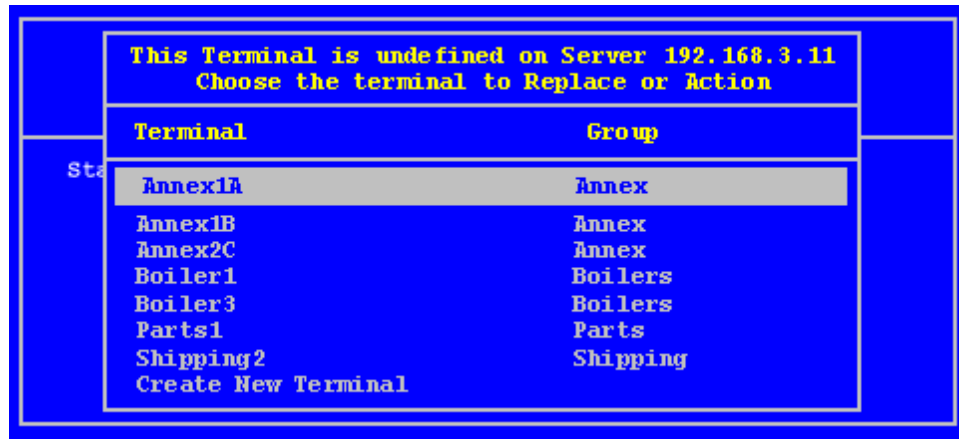 This Terminal is undefined on Server 192.168.3.11
Choose the terminal to Replace or Action
Terminal Group
Sta
Annex1A Annex
Annex1B Annex
Annex2C Annex
Boiler1 Boilers
Boiler3 Boilers
Parts1 Parts
Shipping2 Shipping
Create New Terminal